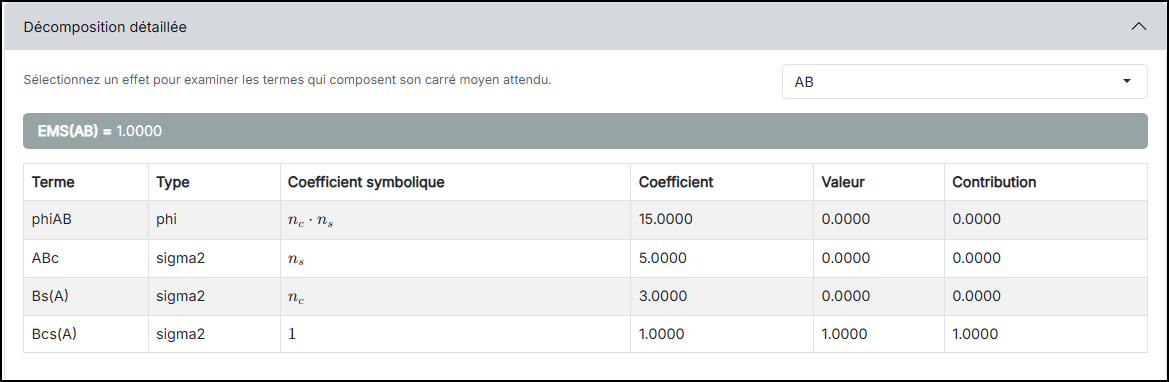 Décomposition détaillée
Sélectionnez un effet pour examiner les termes qui composent son carré moyen attendu.
AB
EMS(AB) = 1.0000
Terme Type Coefficient symbolique Coefficient Valeur Contribution
phiAB phi n_c · n_s 15.0000 0.0000 0.0000
ABc sigma2 n_s 5.0000 0.0000 0.0000
Bs(A) sigma2 n_c 3.0000 0.0000 0.0000
Bcs(A) sigma2 1 1.0000 1.0000 1.0000